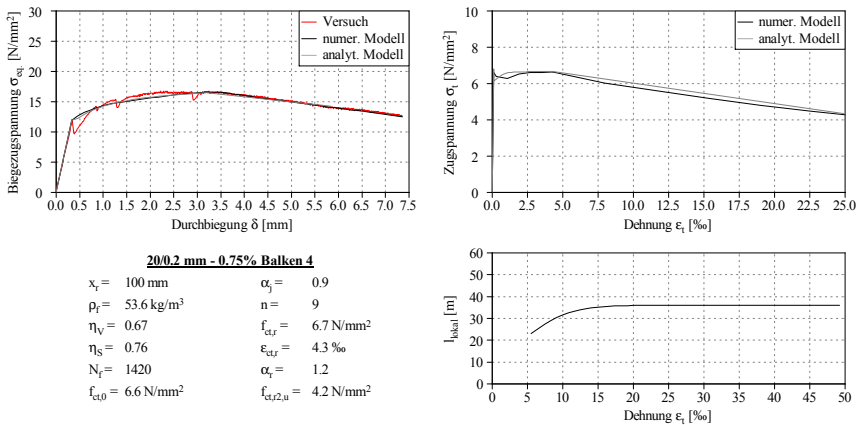 Biegezugspannung σeq. [N/mm²]
30
25
20
15
10
5
0
Versuch
numer. Modell
analyt. Modell
0.0 0.5 1.0 1.5 2.0 2.5 3.0 3.5 4.0 4.5 5.0 5.5 6.0 6.5 7.0 7.5
Durchbiegung δ [mm]
Zugspannung σt [N/mm²]
10
8
6
4
2
0
numer. Modell
analyt. Modell
0.0 2.5 5.0 7.5 10.0 12.5 15.0 17.5 20.0 22.5 25.0
Dehnung εt [‰]
20/0.2 mm - 0.75% Balken 4
xr = 100 mm αj = 0.9
ρf = 53.6 kg/m³ n = 9
ηV = 0.67 fct,r = 6.7 N/mm²
ηS = 0.76 εct,r = 4.3 ‰
Nf = 1420 αr = 1.2
fct,0 = 6.6 N/mm² fct,r2,u = 4.2 N/mm²
llokal [m]
60
50
40
30
20
10
0
0 5 10 15 20 25 30 35 40 45 50
Dehnung εt [‰]